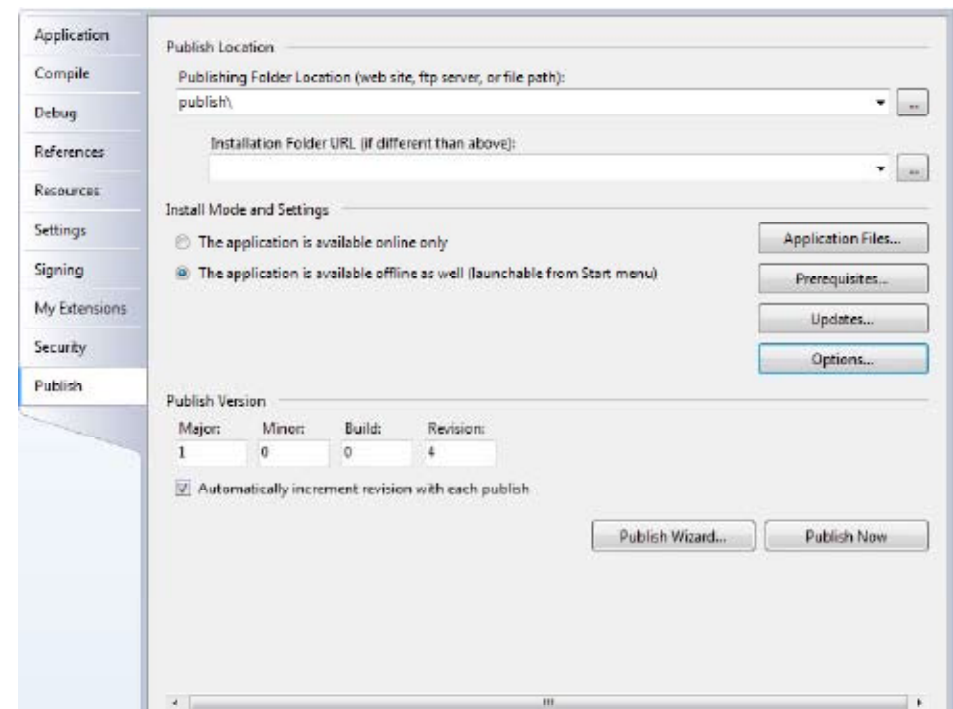 Application
Compile
Debug
References
Resources
Settings
Signing
My Extensions
Security
Publish
Publish Location
Publishing Folder Location (web site, ftp server, or file path):
publish\
...
Installation Folder URL (if different than above):
...
Install Mode and Settings
The application is available online only
The application is available offline as well (launchable from Start menu)
Application Files...
Prerequisites...
Updates...
Options...
Publish Version
Major: Minor: Build: Revision:
1 0 0 4
Automatically increment revision with each publish
Publish Wizard... Publish Now